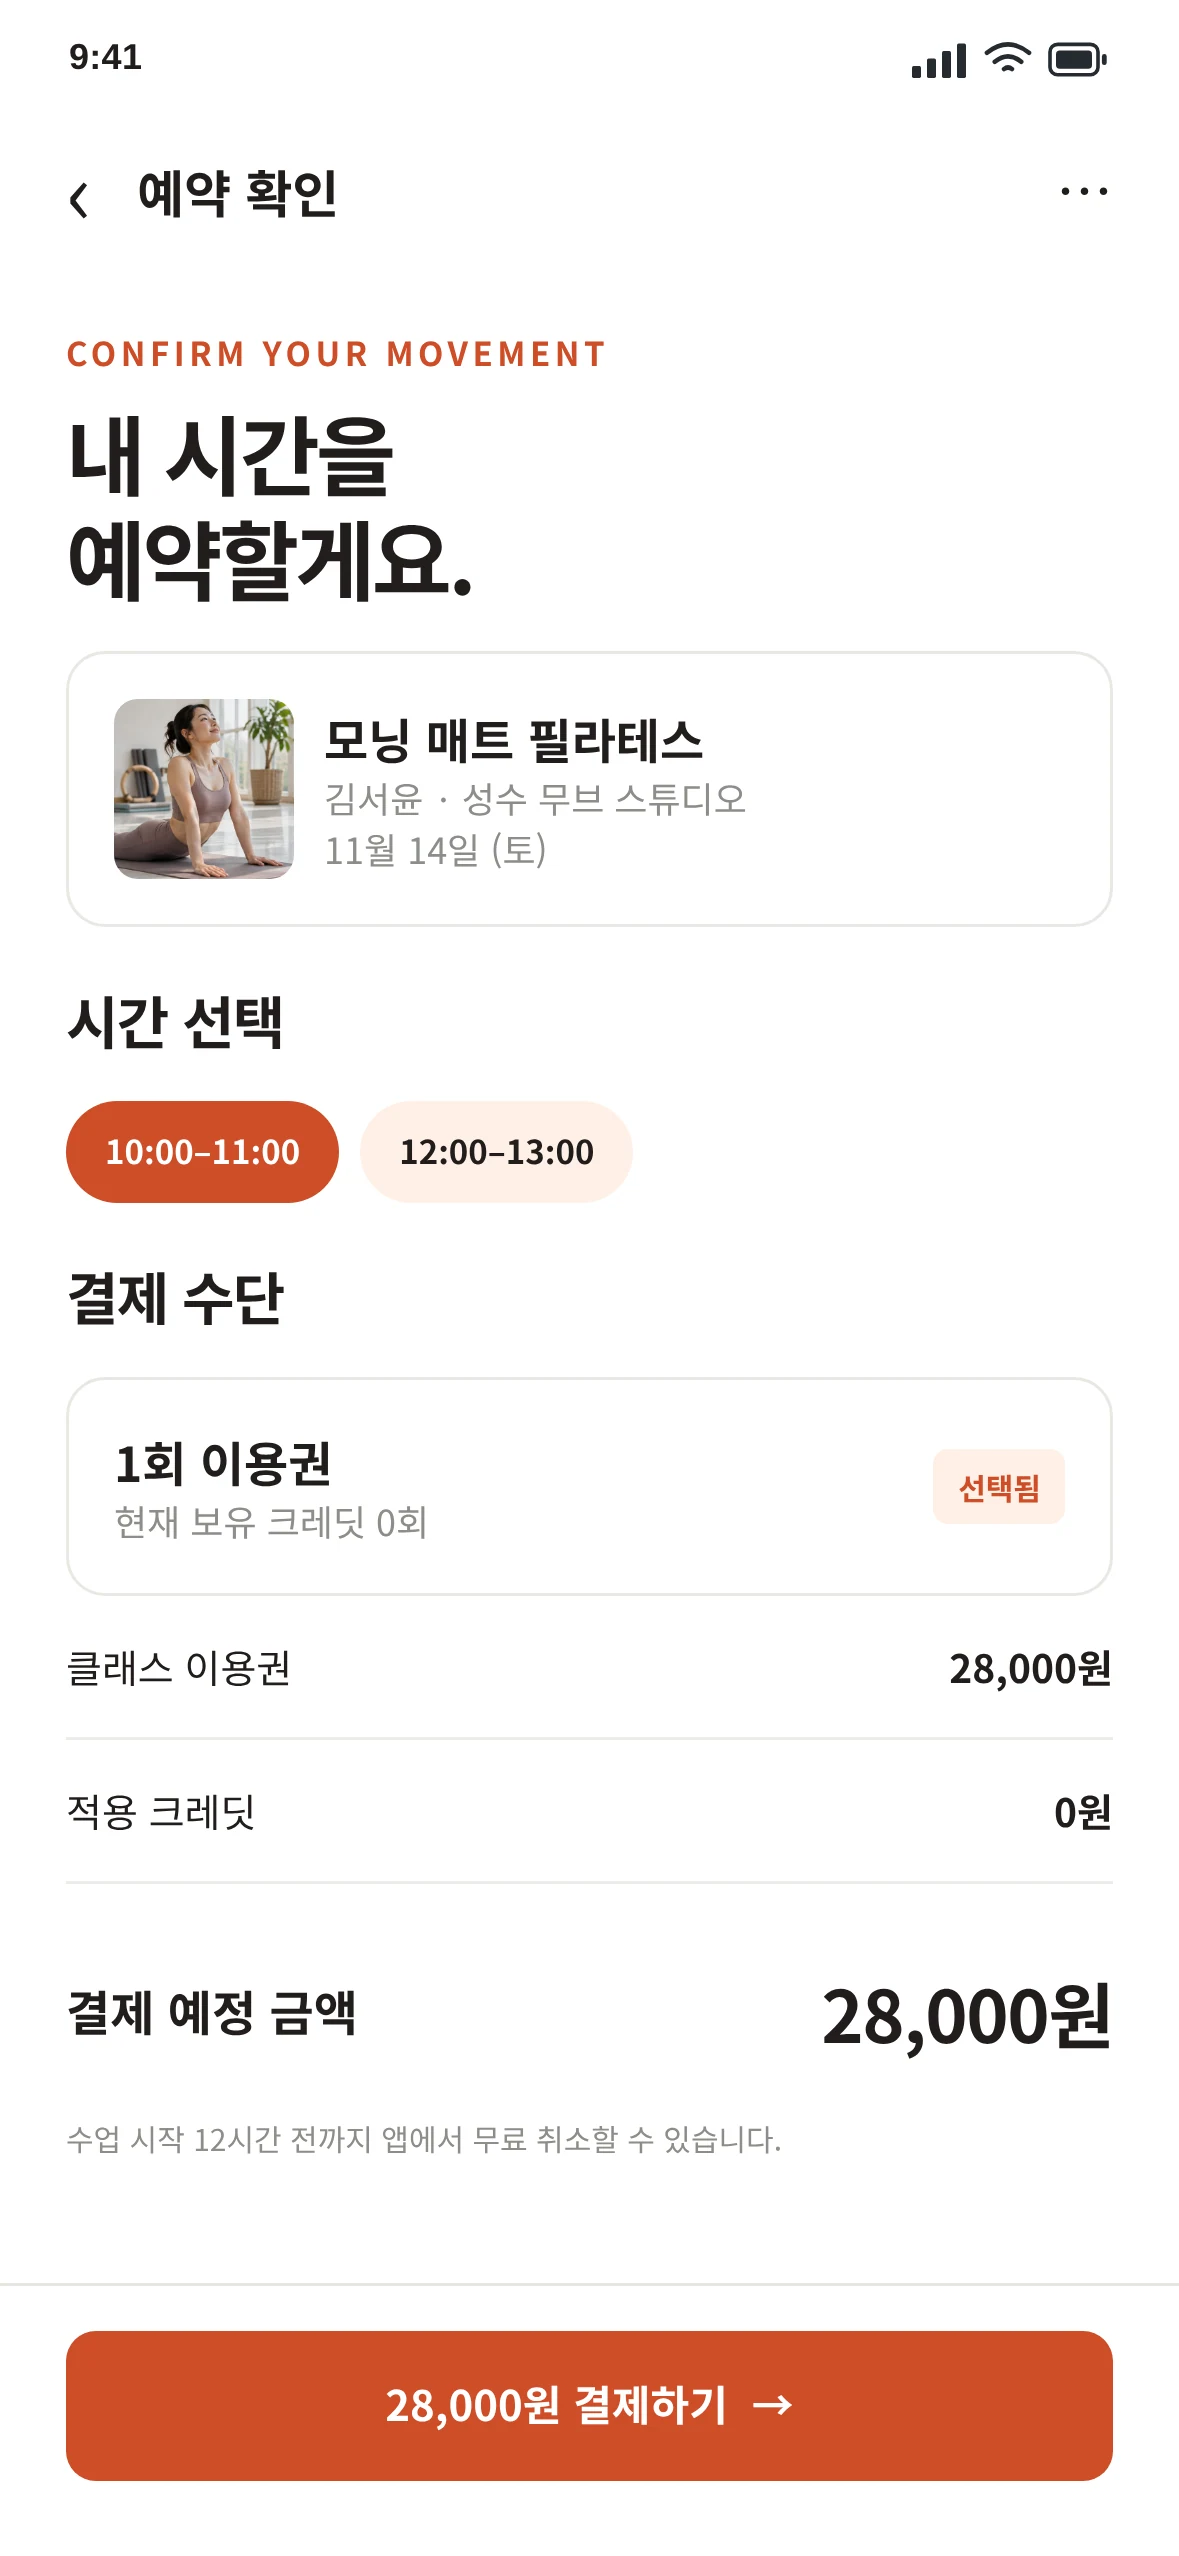 9:41
예약 확인
CONFIRM YOUR MOVEMENT
내 시간을
예약할게요.
모닝 매트 필라테스
김서윤 · 성수 무브 스튜디오
11월 14일 (토)
시간 선택
10:00–11:00 12:00–13:00
결제 수단
1회 이용권
현재 보유 크레딧 0회
선택됨
클래스 이용권 28,000원
적용 크레딧 0원
결제 예정 금액 28,000원
수업 시작 12시간 전까지 앱에서 무료 취소할 수 있습니다.
28,000원 결제하기 →